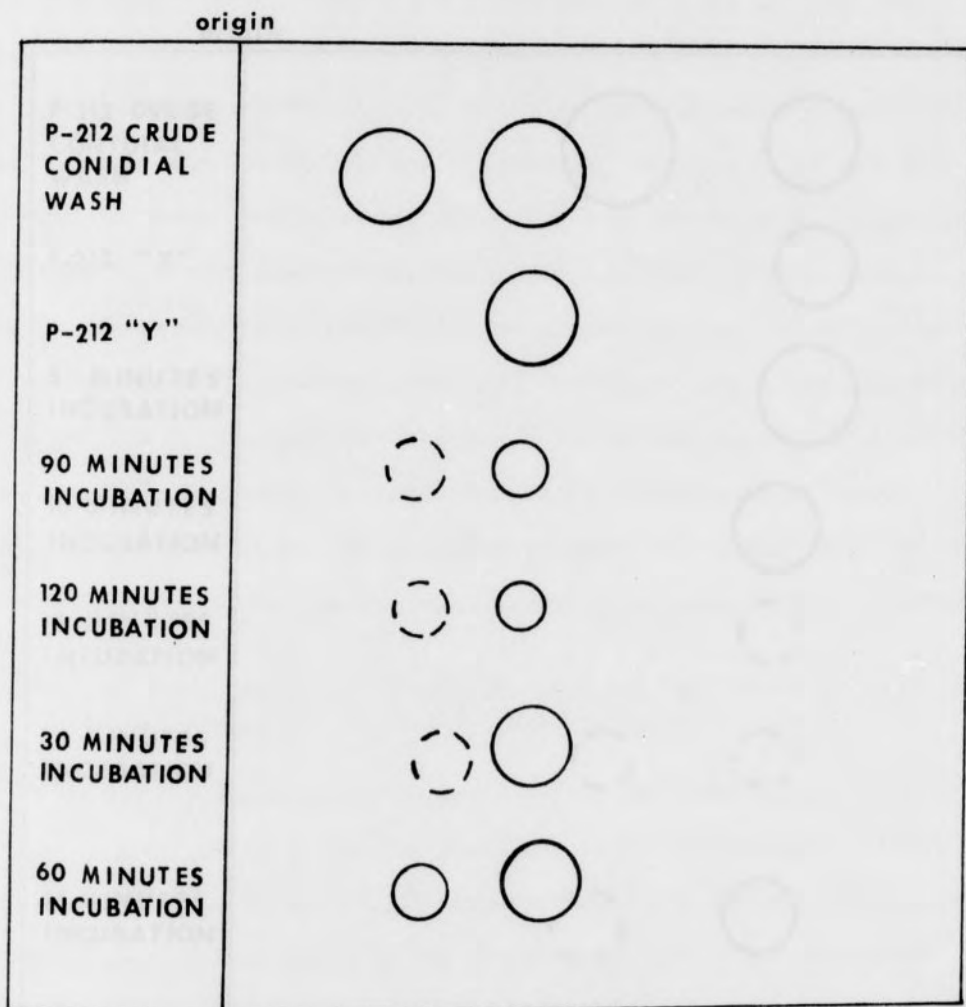 origin
P-212 CRUDE
CONIDIAL
WASH
P-212 "Y"
90 MINUTES
INCUBATION
120 MINUTES
INCUBATION
30 MINUTES
INCUBATION
60 MINUTES
INCUBATION